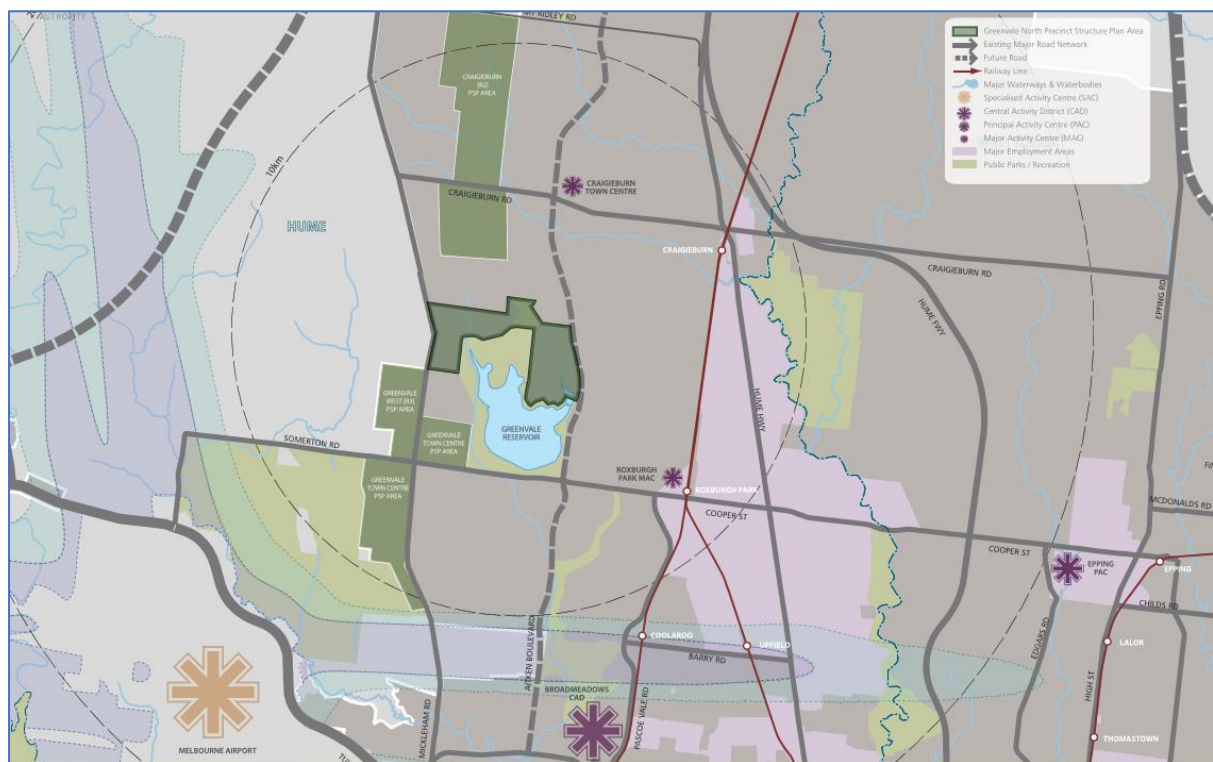 AUTHORITY
MT RIDLEY RD
CRAIGIEBURN
(R2)
PSP AREA
10km
HUME
CRAIGIEBURN RD
CRAIGIEBURN
TOWN CENTRE
CRAIGIEBURN
CRAIGIEBURN RD
EPPING RD
HUME FWY
HUME HWY
Greenvale North Precinct Structure Plan Area
Existing Major Road Network
Future Road
Railway Line
Major Waterways & Waterbodies
Specialised Activity Centre (SAC)
Central Activity District (CAD)
Principal Activity Centre (PAC)
Major Activity Centre (MAC)
Major Employment Areas
Public Parks / Recreation
GREENVALE
WEST (R3)
PSP AREA
GREENVALE
TOWN CENTRE
PSP AREA
GREENVALE
RESERVOIR
SOMERTON RD
GREENVALE
TOWN CENTRE
PSP AREA
ROXBURGH
PARK MAC
ROXBURGH PARK
COOPER ST
MCDONALDS RD
COOPER ST
EPPING
PAC
EPPING
CHILDS RD
EDGARS RD
LALOR
HIGH ST
THOMASTOWN
COOLAROO
UPFIELD
BARRY RD
AITKEN BOULEVARD
BROADMEADOWS
CAD
PASCOE VALE RD
MICKLEHAM RD
MELBOURNE AIRPORT